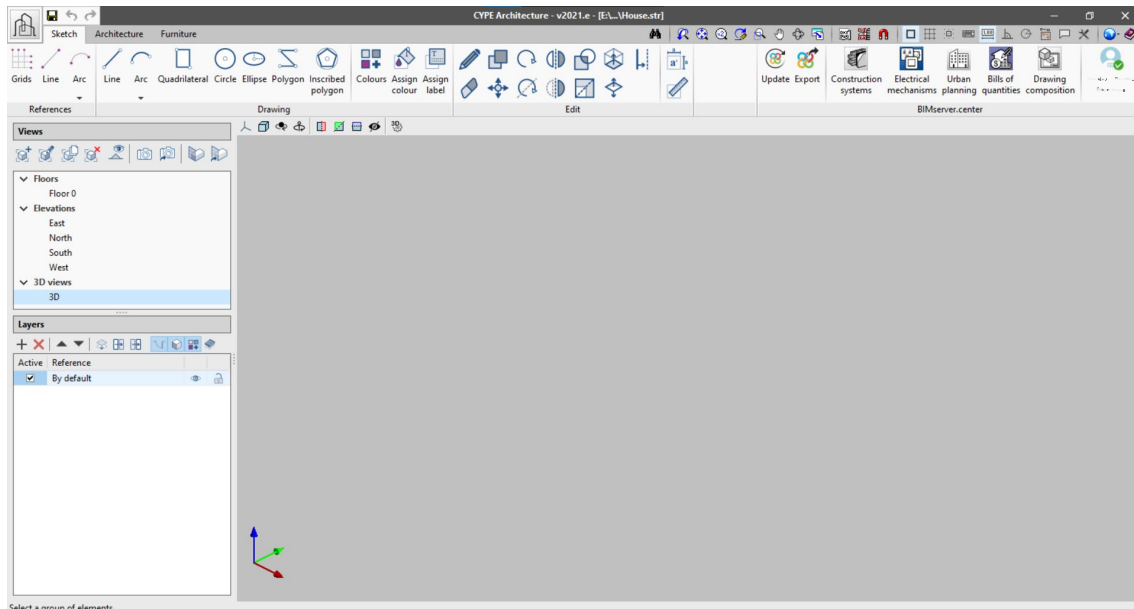 CYPE Architecture - v2021.e - [E:\...\House.str]
Sketch Architecture Furniture
Grids Line Arc Line Arc Quadrilateral Circle Ellipse Polygon Inscribed polygon Colours Assign colour Assign label
Update Export Construction systems Electrical mechanisms Urban planning Bills of quantities Drawing composition
References Drawing Edit BIMserver.center
Views
3D
Floors
Floor 0
Elevations
East
North
South
West
3D views
3D
Layers
Active Reference
By default
Select a group of elements